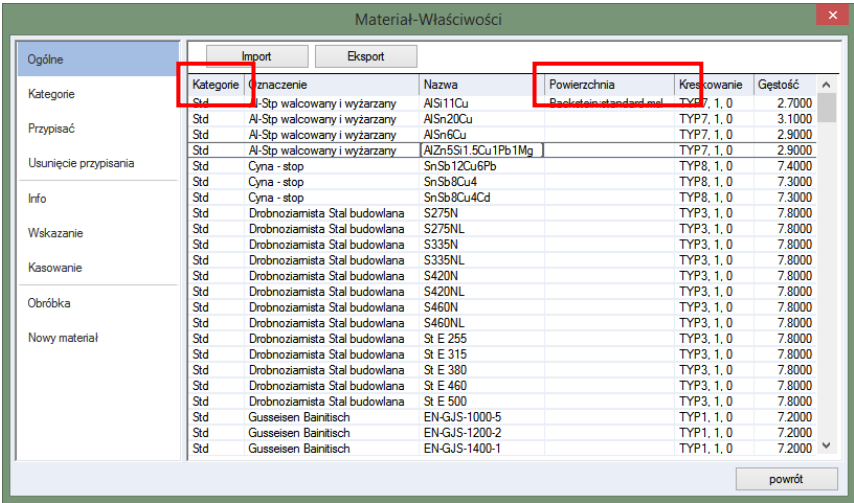 Materiał-Właściwości
Ogólne
Kategorie
Przypisać
Usunięcie przypisania
Info
Wskazanie
Kasowanie
Obróbka
Nowy materiał
Import Eksport
Kategorie Oznaczenie Nazwa Powierzchnia Kreskowanie Gęstość
Std Al-Stp walcowany i wyżarzany AlSi11Cu Backstein:standard.msl TYP7, 1, 0 2.7000
Std Al-Stp walcowany i wyżarzany AlSn20Cu TYP7, 1, 0 3.1000
Std Al-Stp walcowany i wyżarzany AlSn6Cu TYP7, 1, 0 2.9000
Std Al-Stp walcowany i wyżarzany AlZn5Si1.5Cu1Pb1Mg TYP7, 1, 0 2.9000
Std Cyna - stop SnSb12Cu6Pb TYP8, 1, 0 7.4000
Std Cyna - stop SnSb8Cu4 TYP8, 1, 0 7.3000
Std Cyna - stop SnSb8Cu4Cd TYP8, 1, 0 7.3000
Std Drobnoziarnista Stal budowlana S275N TYP3, 1, 0 7.8000
Std Drobnoziarnista Stal budowlana S275NL TYP3, 1, 0 7.8000
Std Drobnoziarnista Stal budowlana S335N TYP3, 1, 0 7.8000
Std Drobnoziarnista Stal budowlana S335NL TYP3, 1, 0 7.8000
Std Drobnoziarnista Stal budowlana S420N TYP3, 1, 0 7.8000
Std Drobnoziarnista Stal budowlana S420NL TYP3, 1, 0 7.8000
Std Drobnoziarnista Stal budowlana S460N TYP3, 1, 0 7.8000
Std Drobnoziarnista Stal budowlana S460NL TYP3, 1, 0 7.8000
Std Drobnoziarnista Stal budowlana St E 255 TYP3, 1, 0 7.8000
Std Drobnoziarnista Stal budowlana St E 315 TYP3, 1, 0 7.8000
Std Drobnoziarnista Stal budowlana St E 380 TYP3, 1, 0 7.8000
Std Drobnoziarnista Stal budowlana St E 460 TYP3, 1, 0 7.8000
Std Drobnoziarnista Stal budowlana St E 500 TYP3, 1, 0 7.8000
Std Gusseisen Bainitisch EN-GJS-1000-5 TYP1, 1, 0 7.2000
Std Gusseisen Bainitisch EN-GJS-1200-2 TYP1, 1, 0 7.2000
Std Gusseisen Bainitisch EN-GJS-1400-1 TYP1, 1, 0 7.2000
powrót